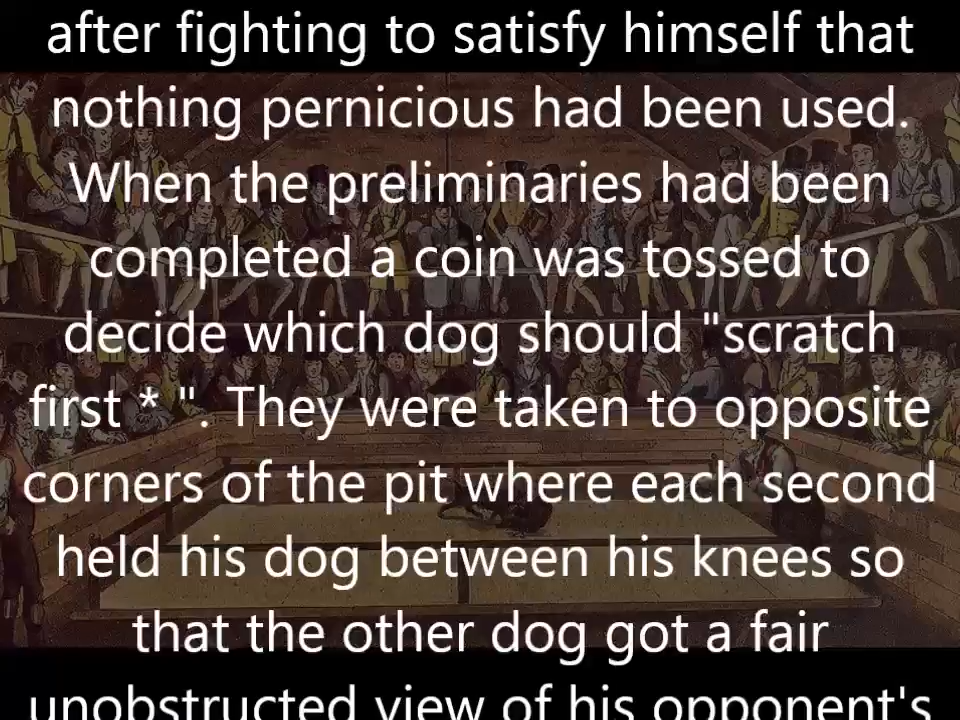 after fighting to satisfy himself that
nothing pernicious had been used.
When the preliminaries had been
completed a coin was tossed to
decide which dog should "scratch
first * ". They were taken to opposite
corners of the pit where each second
held his dog between his knees so
that the other dog got a fair
unobstructed view of his opponent's